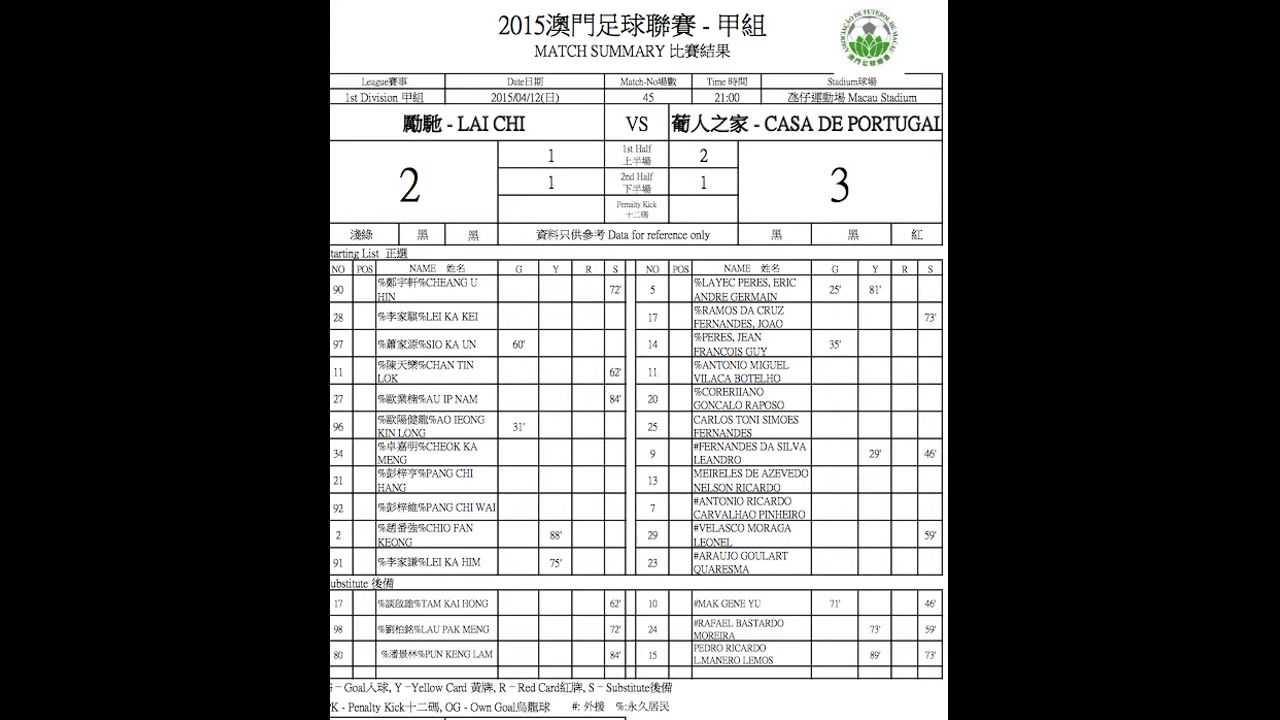 2015澳門足球聯賽 - 甲組
MATCH SUMMARY 比賽結果
ASSOCIAÇÃO DE FUTEBOL DE MACAU
澳門足球總會
League賽事 Date日期 Match-No場數 Time 時間 Stadium球場
1st Division 甲組 2015/04/12(日) 45 21:00 氹仔運動場 Macau Stadium
勵馳 - LAI CHI VS 葡人之家 - CASA DE PORTUGAL
2 1 1st Half 上半場 2 3
1 2nd Half 下半場 1
Penalty Kick 十二碼
淺綠 黑 黑 資料只供參考 Data for reference only 黑 黑 紅
tarting List 正選
NO POS NAME 姓名 G Y R S NO POS NAME 姓名 G Y R S
90 %鄭宇軒%CHEANG U HIN 72' 5 %LAYEC PERES, ERIC ANDRE GERMAIN 25' 81'
28 %李家騏%LEI KA KEI 17 %RAMOS DA CRUZ FERNANDES, JOAO 73'
97 %蕭家源%SIO KA UN 60' 14 %PERES, JEAN FRANCOIS GUY 35'
11 %陳天樂%CHAN TIN LOK 62' 11 %ANTONIO MIGUEL VILACA BOTELHO
27 %歐業楠%AU IP NAM 84' 20 %CORERIIANO GONCALO RAPOSO
96 %歐陽健龍%AO IEONG KIN LONG 31' 25 CARLOS TONI SIMOES FERNANDES
34 %卓嘉明%CHEOK KA MENG 9 #FERNANDES DA SILVA LEANDRO 29' 46'
21 %彭梓亨%PANG CHI HANG 13 MEIRELES DE AZEVEDO NELSON RICARDO
92 %彭梓維%PANG CHI WAI 7 #ANTONIO RICARDO CARVALHAO PINHEIRO
2 %趙番強%CHIO FAN KEONG 88' 29 #VELASCO MORAGA LEONEL 59'
91 %李家謙%LEI KA HIM 75' 23 #ARAUJO GOULART QUARESMA
ubstitute 後備
17 %談啟雄%TAM KAI HONG 62' 10 #MAK GENE YU 71' 46'
98 %劉柏銘%LAU PAK MENG 72' 24 #RAFAEL BASTARDO MOREIRA 73' 59'
80 %潘景林%PUN KENG LAM 84' 15 PEDRO RICARDO L.MANERO LEMOS 89' 73'
G – Goal入球, Y –Yellow Card 黃牌, R – Red Card紅牌, S – Substitute後備
PK - Penalty Kick十二碼, OG - Own Goal烏龍球 #: 外援 %:永久居民